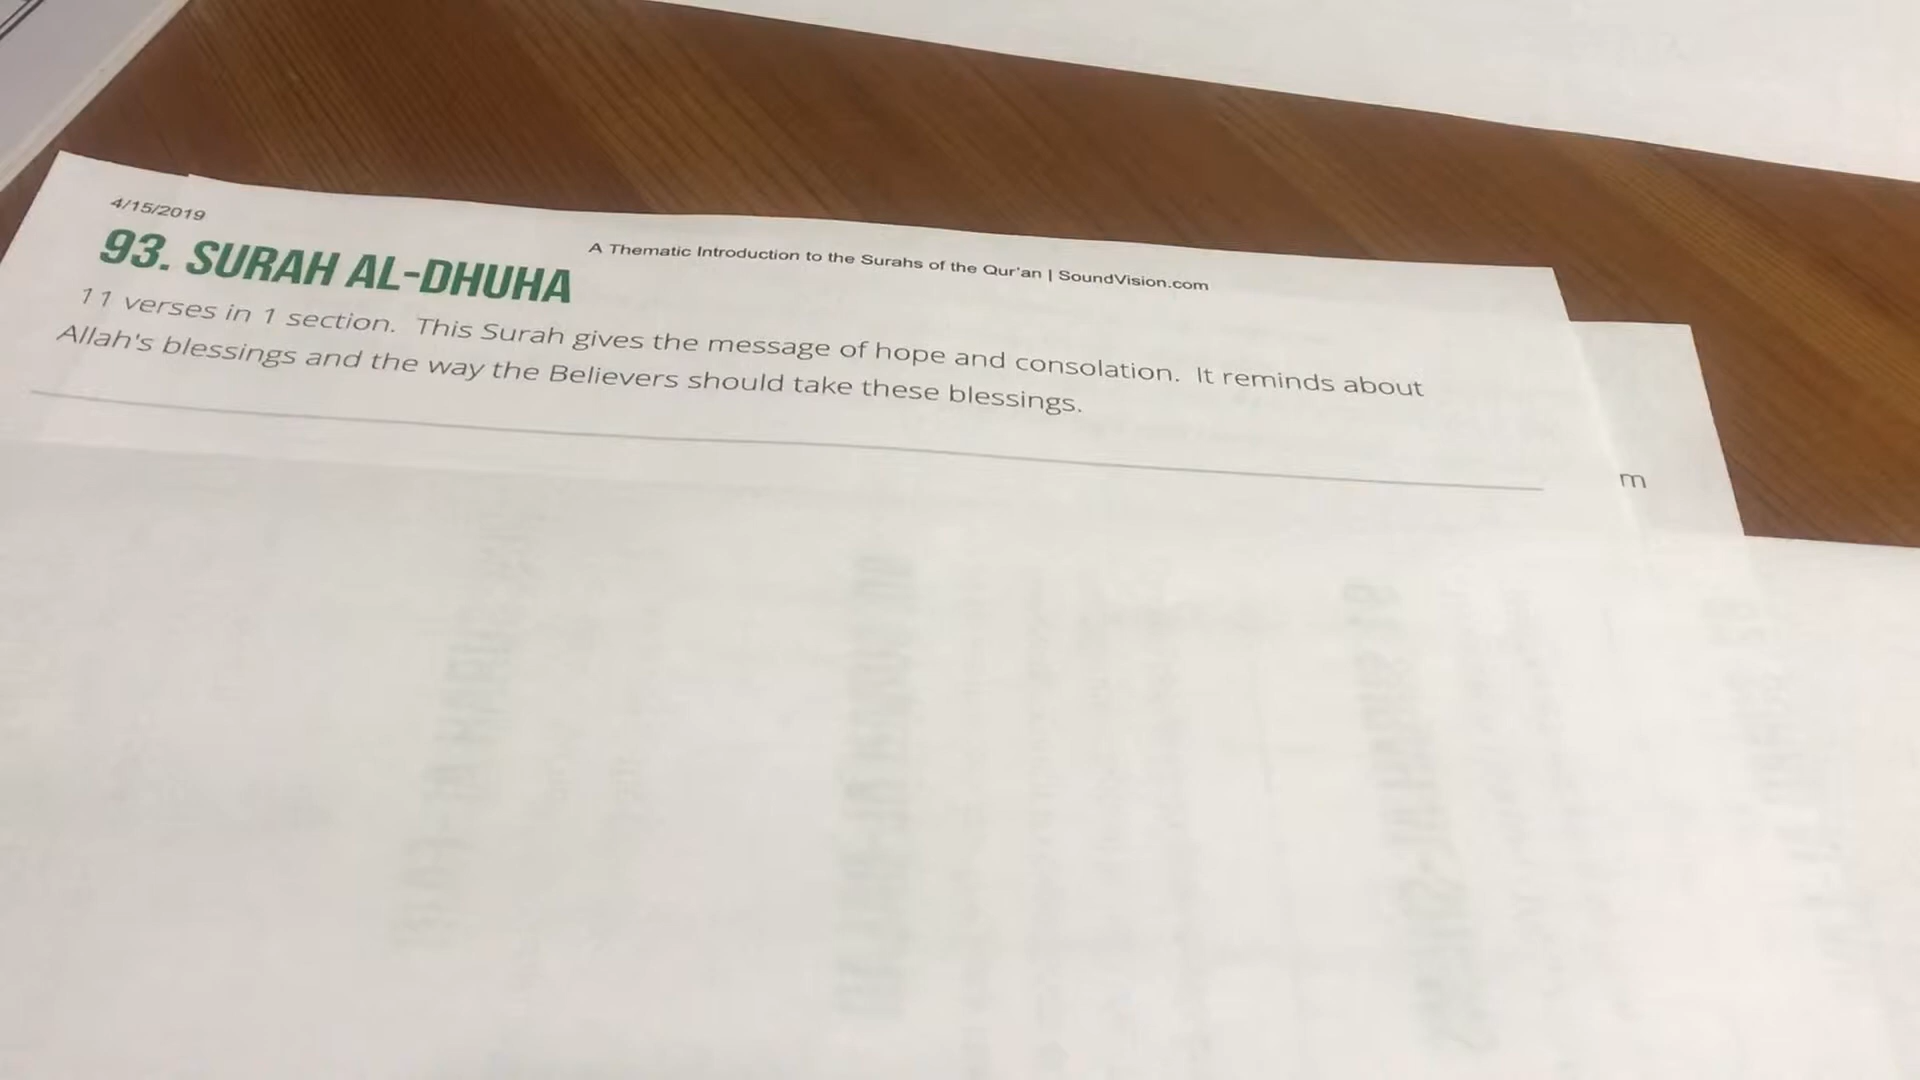 4/15/2019
A Thematic Introduction to the Surahs of the Qur'an | SoundVision.com
93. SURAH AL-DHUHA
11 verses in 1 section. This Surah gives the message of hope and consolation. It reminds about
Allah's blessings and the way the Believers should take these blessings.
m